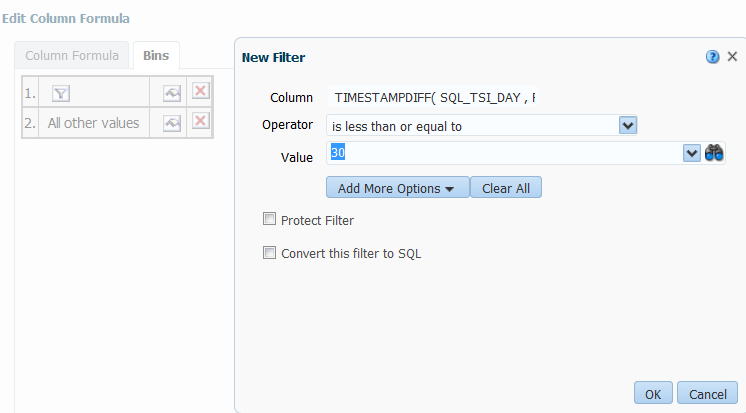 Edit Column Formula
Column Formula Bins
New Filter
1.
2. All other values
Column TIMESTAMPDIFF( SQL_TSI_DAY , F
Operator is less than or equal to
Value 30
Add More Options Clear All
Protect Filter
Convert this filter to SQL
OK Cancel